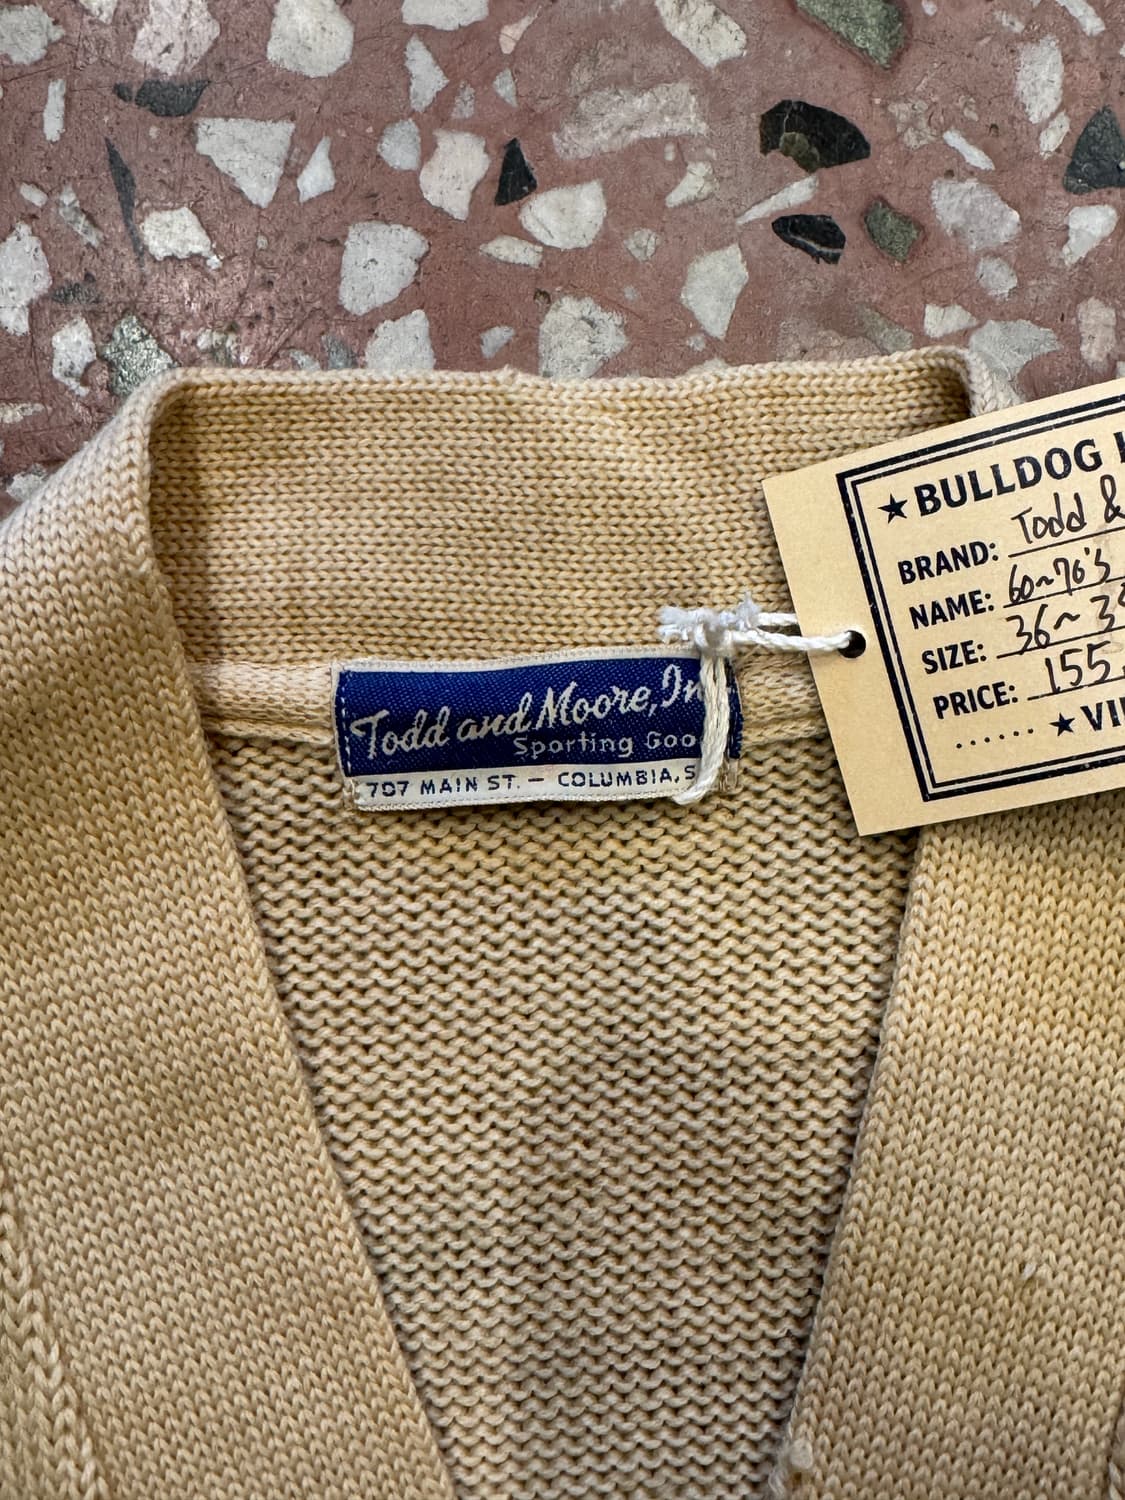 Todd and Moore, In
Sporting Goo
707 MAIN ST. — COLUMBIA, S
★ BULLDOG
BRAND: Todd &
NAME: 60~70's
SIZE: 36~3
PRICE: 155,
...... ★ VI